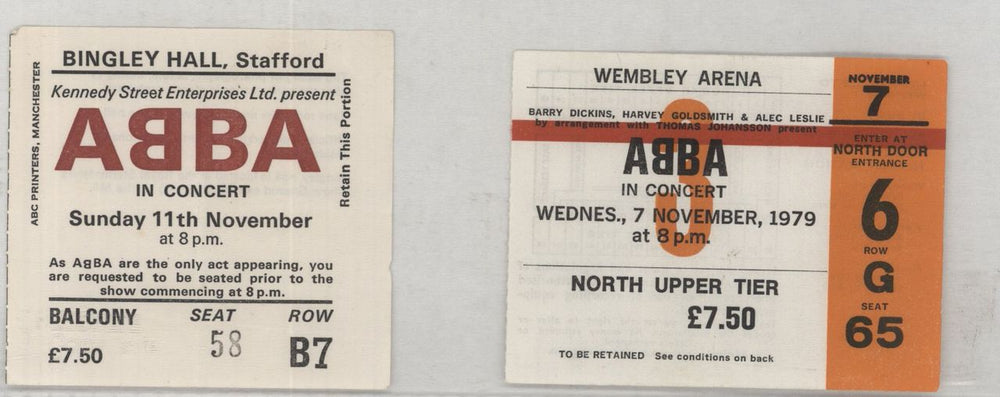 BINGLEY HALL, Stafford
Kennedy Street Enterprises Ltd. present
ABBA
IN CONCERT
Sunday 11th November
at 8 p.m.
As ABBA are the only act appearing, you
are requested to be seated prior to the
show commencing at 8 p.m.
BALCONY SEAT ROW
£7.50 58 B7
ABC PRINTERS, MANCHESTER
Retain This Portion
WEMBLEY ARENA
BARRY DICKINS, HARVEY GOLDSMITH & ALEC LESLIE
by arrangement with THOMAS JOHANSSON present
6
ABBA
IN CONCERT
WEDNES., 7 NOVEMBER, 1979
at 8 p.m.
NORTH UPPER TIER
£7.50
TO BE RETAINED See conditions on back
NOVEMBER
7
ENTER AT
NORTH DOOR
ENTRANCE
6
ROW
G
SEAT
65